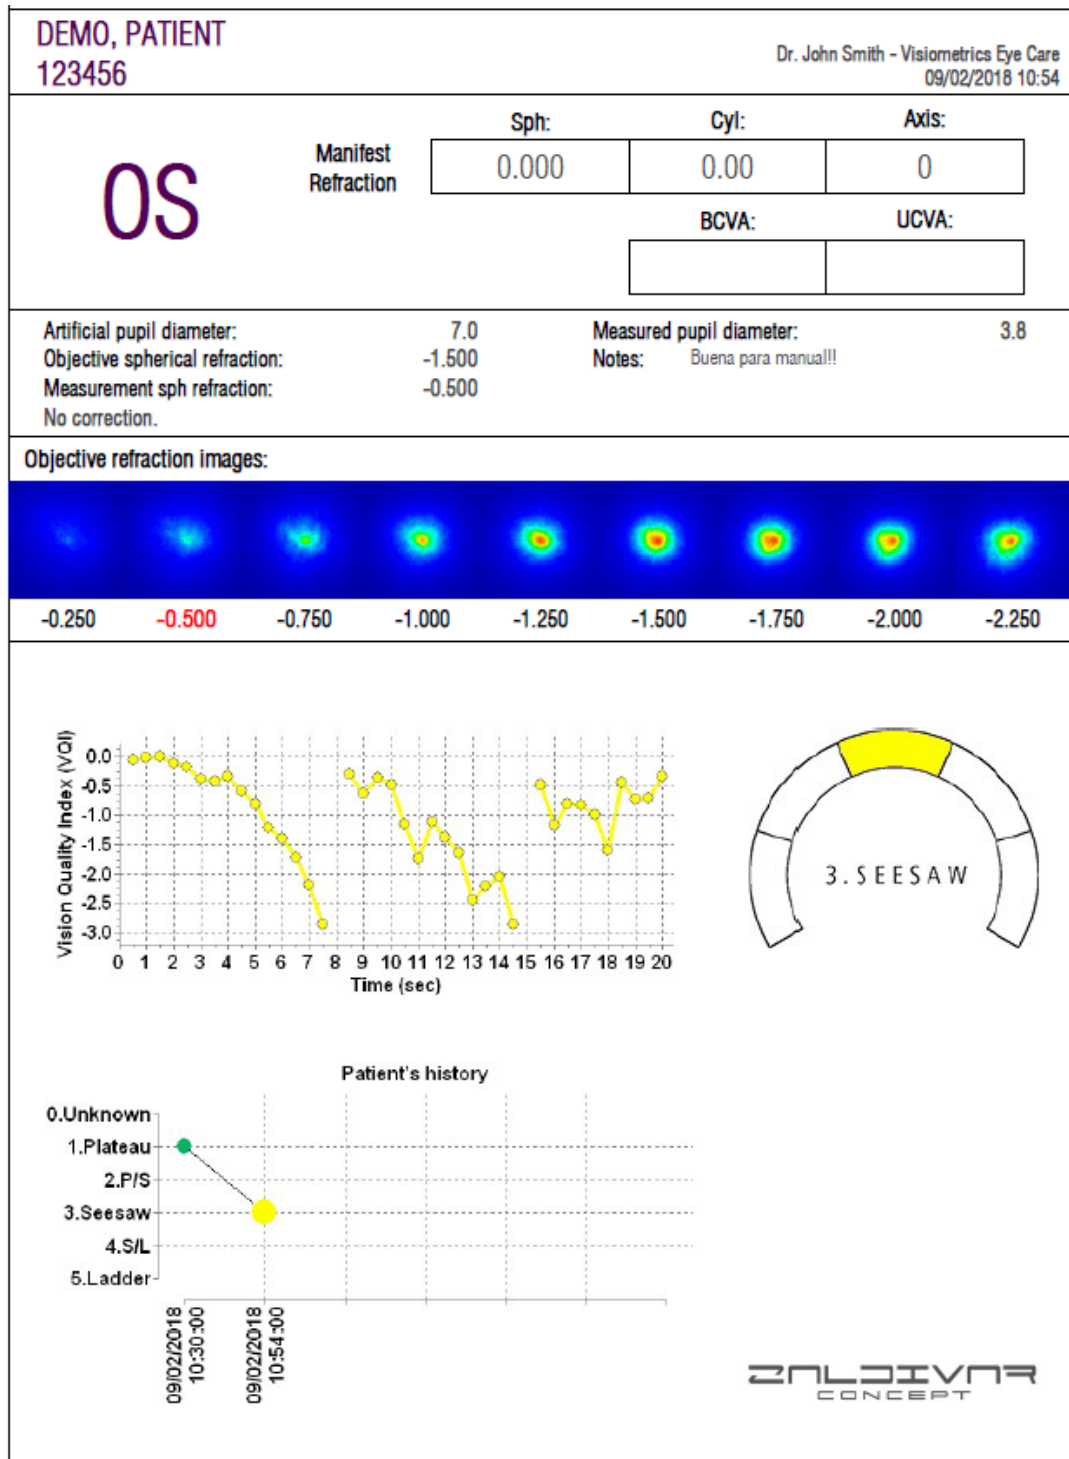 DEMO, PATIENT
123456
Dr. John Smith - Visiometrics Eye Care
09/02/2018 10:54
OS
Manifest
Refraction
Sph: Cyl: Axis:
0.000 0.00 0
BCVA: UCVA:
Artificial pupil diameter: 7.0 Measured pupil diameter: 3.8
Objective spherical refraction: -1.500 Notes: Buena para manual!!
Measurement sph refraction: -0.500
No correction.
Objective refraction images:
-0.250 -0.500 -0.750 -1.000 -1.250 -1.500 -1.750 -2.000 -2.250
Vision Quality Index (VQI)
0.0
-0.5
-1.0
-1.5
-2.0
-2.5
-3.0
0 1 2 3 4 5 6 7 8 9 10 11 12 13 14 15 16 17 18 19 20
Time (sec)
3.SEESAW
Patient's history
0.Unknown
1.Plateau
2.P/S
3.Seesaw
4.S/L
5.Ladder
09/02/2018
10:30:00
09/02/2018
10:54:00
ZALDIVAR
CONCEPT